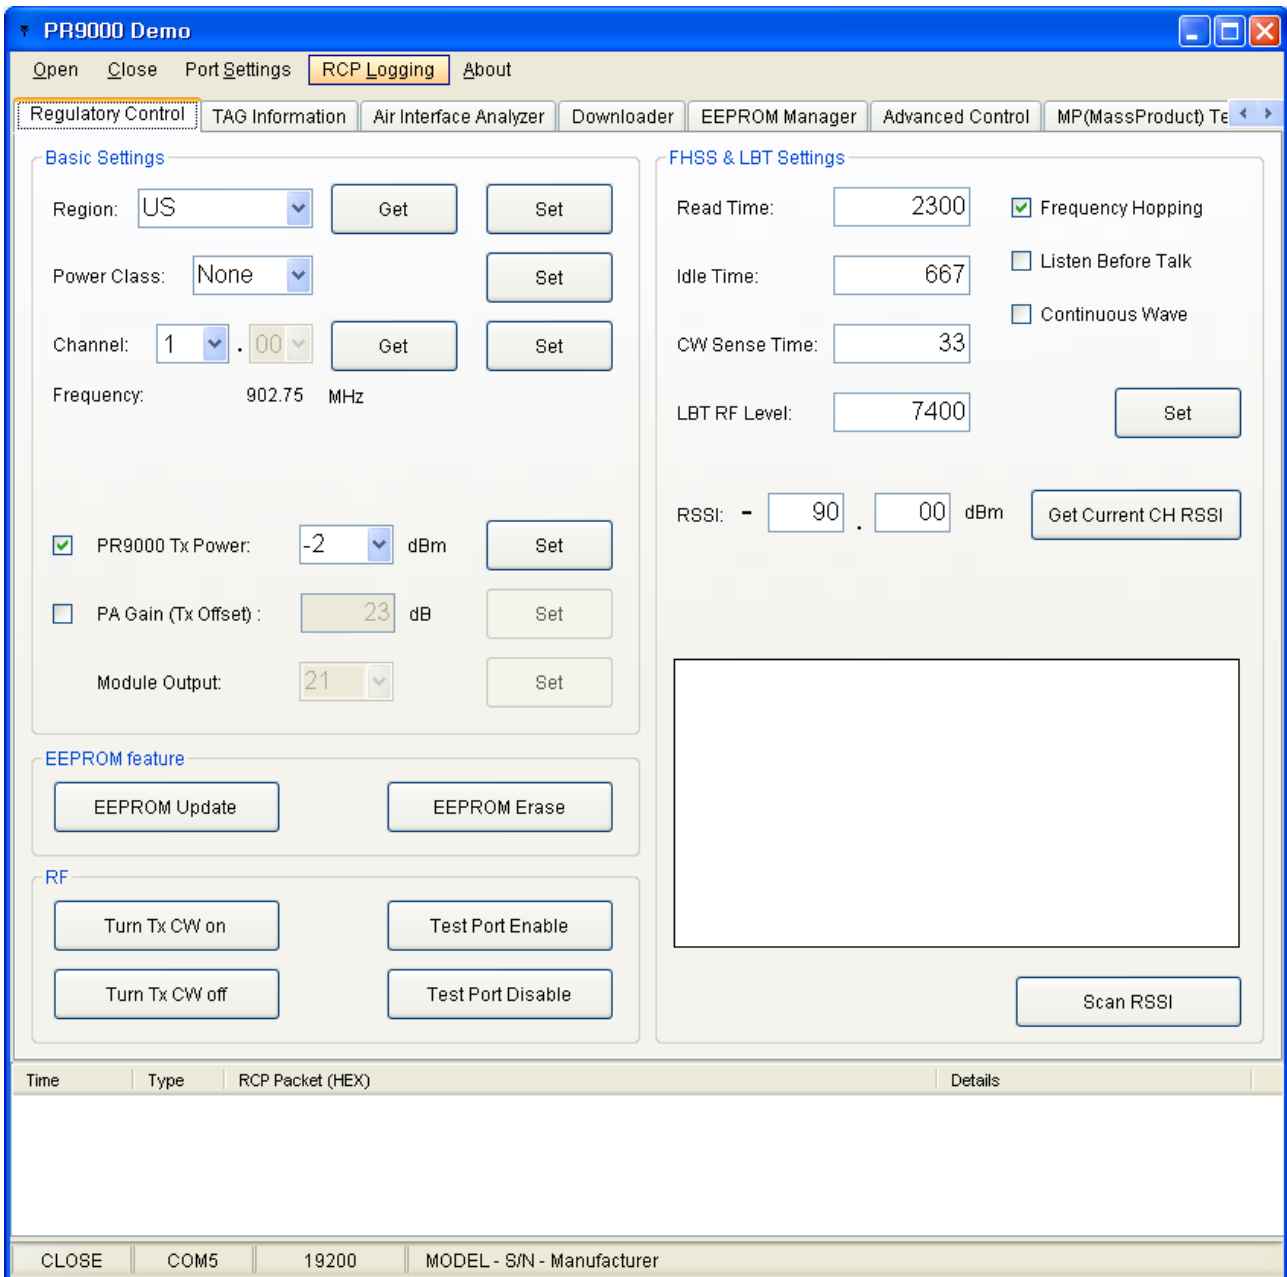 PR9000 Demo
Open Close Port Settings RCP Logging About
Regulatory Control TAG Information Air Interface Analyzer Downloader EEPROM Manager Advanced Control MP(MassProduct) Te
Basic Settings
Region: US Get Set
Power Class: None Set
Channel: 1 . 00 Get Set
Frequency: 902.75 MHz
PR9000 Tx Power: -2 dBm Set
PA Gain (Tx Offset) : 23 dB Set
Module Output: 21 Set
EEPROM feature
EEPROM Update EEPROM Erase
RF
Turn Tx CW on Test Port Enable
Turn Tx CW off Test Port Disable
FHSS & LBT Settings
Read Time: 2300 Frequency Hopping
Listen Before Talk
Idle Time: 667
Continuous Wave
CW Sense Time: 33
LBT RF Level: 7400 Set
RSSI: - 90 . 00 dBm Get Current CH RSSI
Scan RSSI
Time Type RCP Packet (HEX) Details
CLOSE COM5 19200 MODEL - S/N - Manufacturer